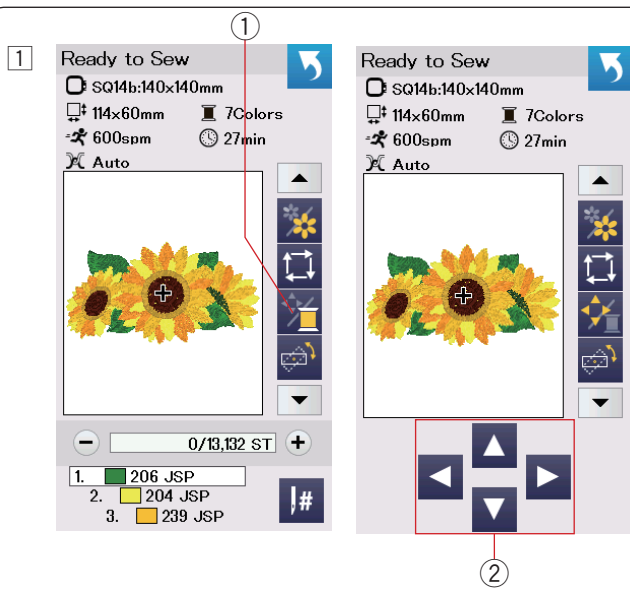 ①
1
Ready to Sew
SQ14b:140×140mm
114×60mm 7Colors
600spm 27min
Auto
0/13,132 ST
1. 206 JSP
2. 204 JSP
3. 239 JSP
#
Ready to Sew
SQ14b:140×140mm
114×60mm 7Colors
600spm 27min
Auto
②